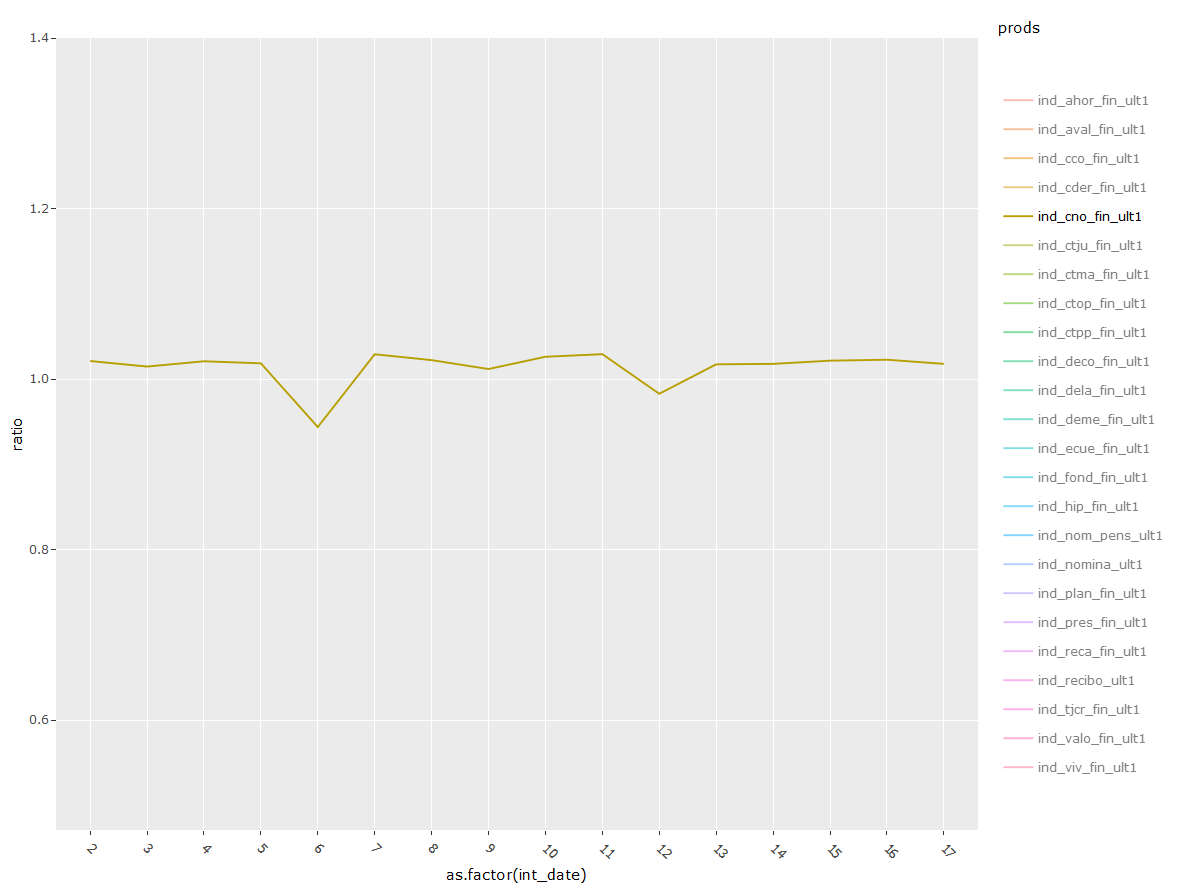 prods
ind_ahor_fin_ult1
ind_aval_fin_ult1
ind_cco_fin_ult1
ind_cder_fin_ult1
ind_cno_fin_ult1
ind_ctju_fin_ult1
ind_ctma_fin_ult1
ind_ctop_fin_ult1
ind_ctpp_fin_ult1
ind_deco_fin_ult1
ind_dela_fin_ult1
ind_deme_fin_ult1
ind_ecue_fin_ult1
ind_fond_fin_ult1
ind_hip_fin_ult1
ind_nom_pens_ult1
ind_nomina_ult1
ind_plan_fin_ult1
ind_pres_fin_ult1
ind_reca_fin_ult1
ind_recibo_ult1
ind_tjcr_fin_ult1
ind_valo_fin_ult1
ind_viv_fin_ult1
1.4
1.2
1.0
0.8
0.6
ratio
2 3 4 5 6 7 8 9 10 11 12 13 14 15 16 17
as.factor(int_date)